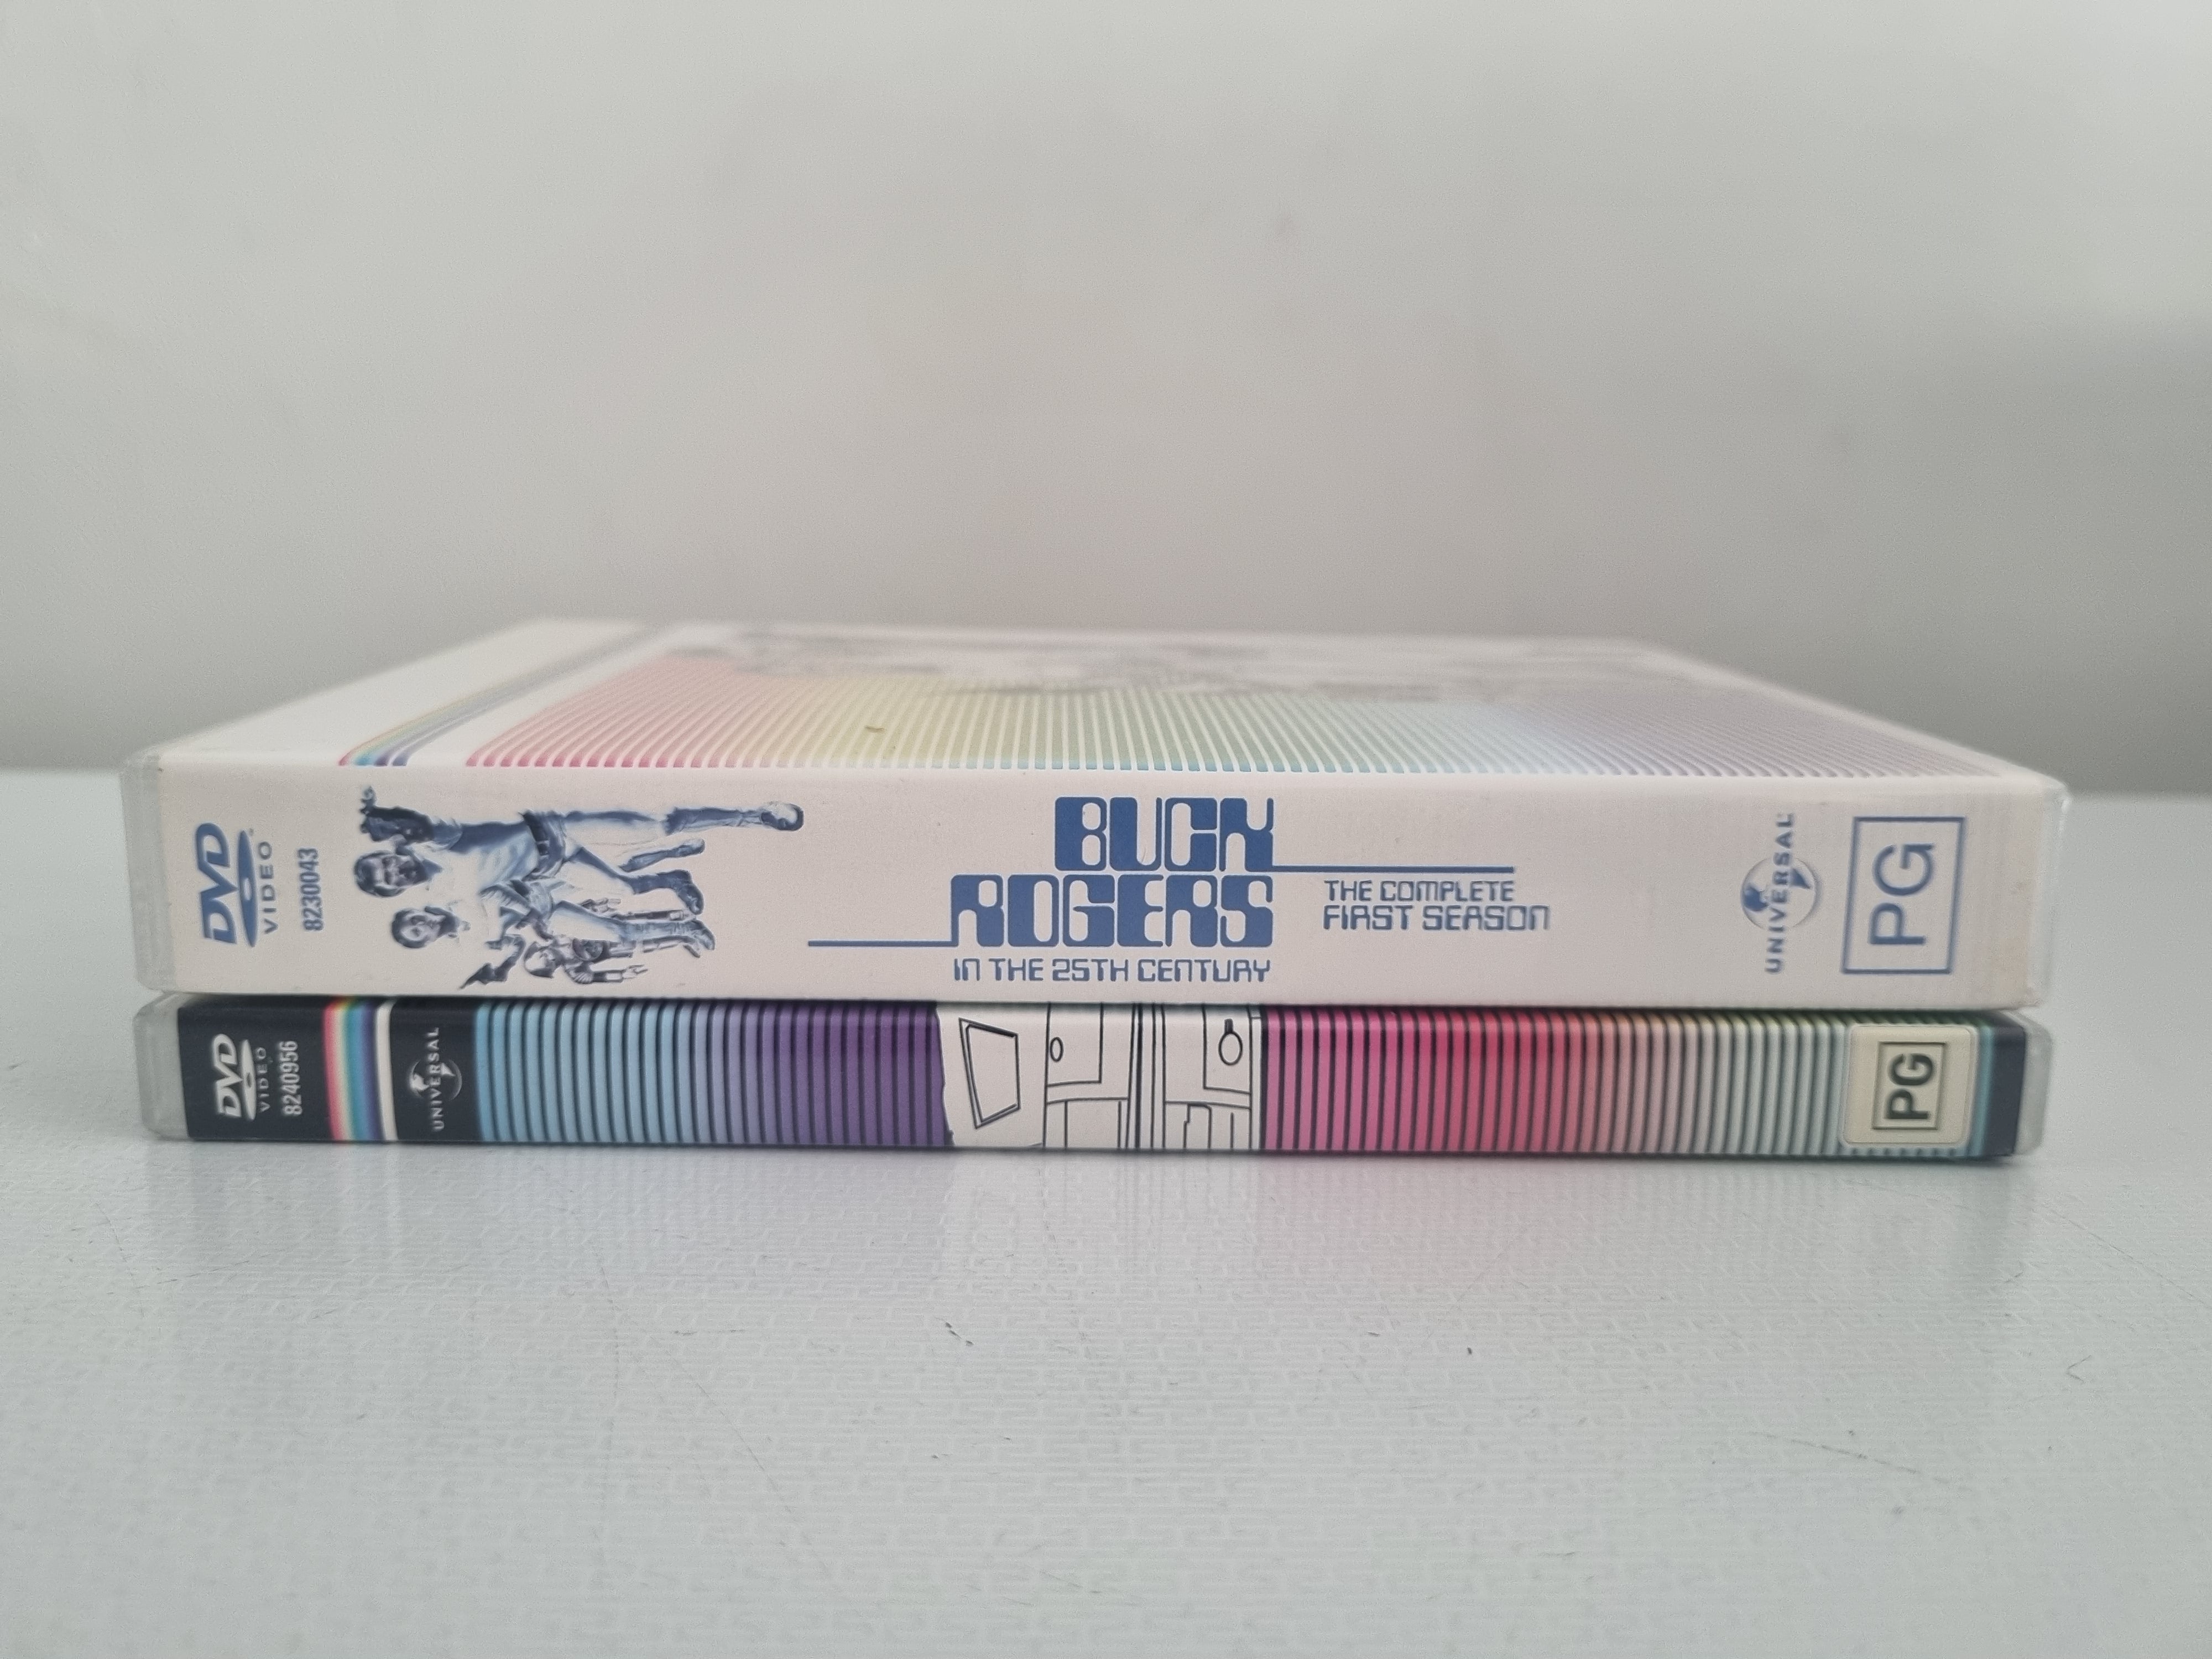 DVD
VIDEO
8230043
BUCK
ROGERS
IN THE 25TH CENTURY
THE COMPLETE
FIRST SEASON
UNIVERSAL
PG
DVD
VIDEO
8240956
UNIVERSAL
PG